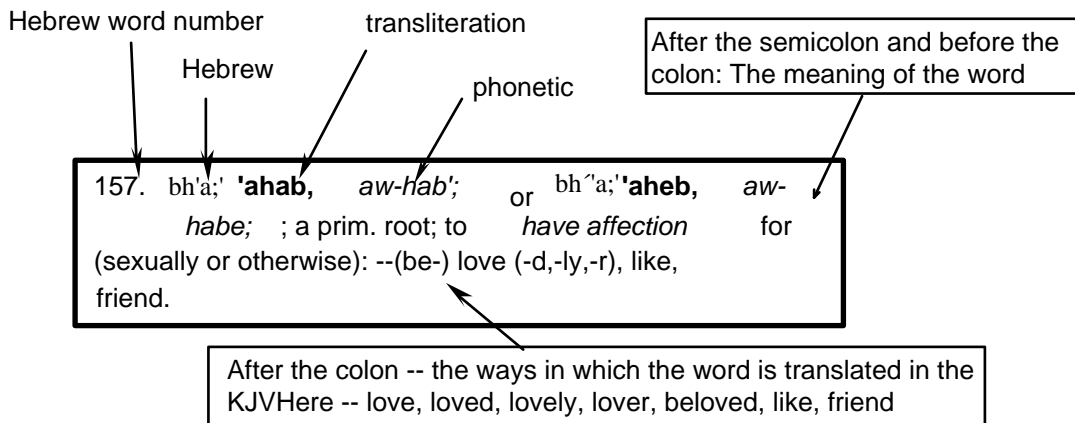 Hebrew word number
transliteration
Hebrew
phonetic
After the semicolon and before the
colon: The meaning of the word
157. bh'a;' 'ahab, aw-hab'; or bh´'a;' 'aheb, aw-
habe; ; a prim. root; to have affection for
(sexually or otherwise): --(be-) love (-d,-ly,-r), like,
friend.
After the colon -- the ways in which the word is translated in the
KJVHere -- love, loved, lovely, lover, beloved, like, friend